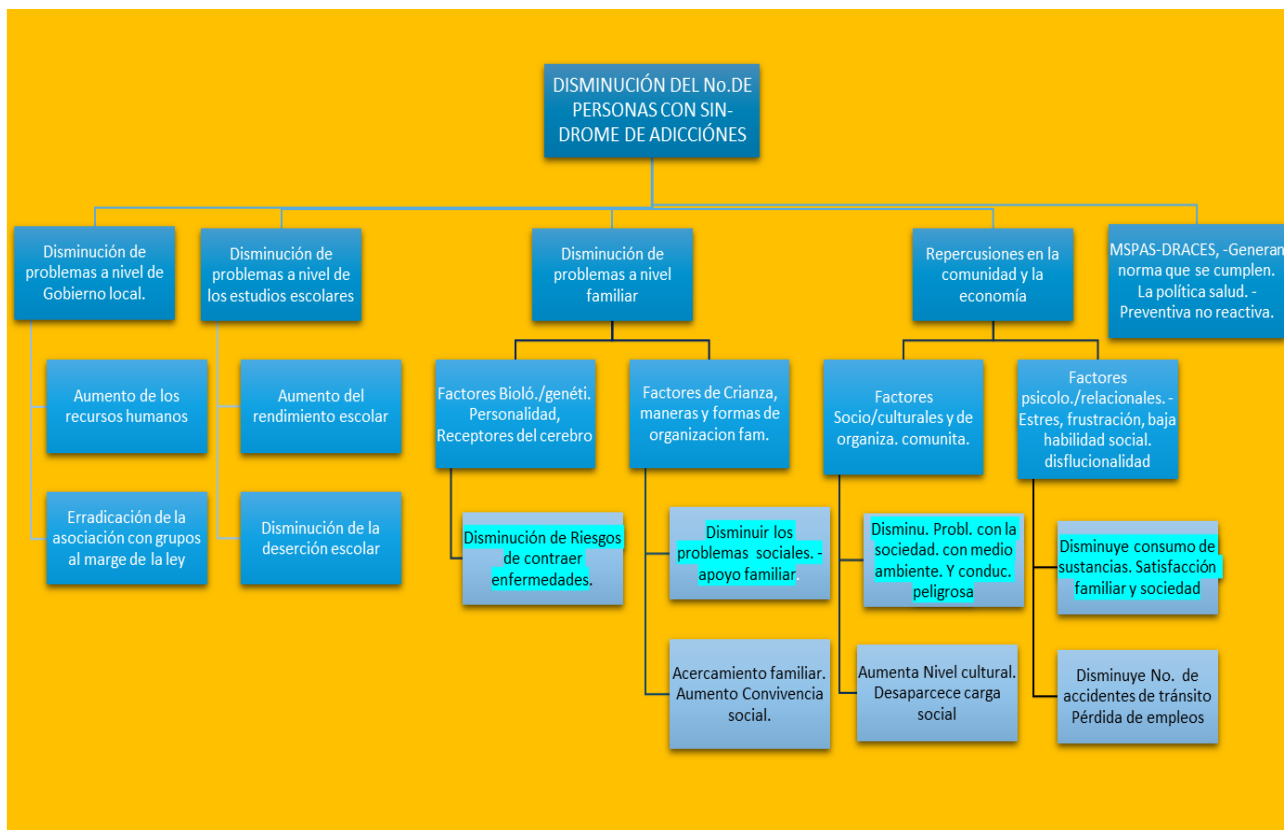 DISMINUCIÓN DEL No.DE
PERSONAS CON SIN-
DROME DE ADICCIÓNES
Disminución de
problemas a nivel de
Gobierno local.
Disminución de
problemas a nivel de
los estudios escolares
Disminución de
problemas a nivel
familiar
Repercusiones en la
comunidad y la
economía
MSPAS-DRACES, -Generan
norma que se cumplen.
La política salud. -
Preventiva no reactiva.
Aumento de los
recursos humanos
Aumento del
rendimiento escolar
Factores Bioló./genéti.
Personalidad,
Receptores del cerebro
Factores de Crianza,
maneras y formas de
organizacion fam.
Factores
Socio/culturales y de
organiza. comunita.
Factores
psicolo./relacionales. -
Estres, frustración, baja
habilidad social.
disflucionalidad
Erradicación de la
asociación con grupos
al marge de la ley
Disminución de la
deserción escolar
Disminución de Riesgos
de contraer
enfermedades.
Disminuir los
problemas sociales. -
apoyo familiar.
Disminu. Probl. con la
sociedad. con medio
ambiente. Y conduc.
peligrosa
Disminuye consumo de
sustancias. Satisfacción
familiar y sociedad
Acercamiento familiar.
Aumento Convivencia
social.
Aumenta Nivel cultural.
Desaparcece carga
social
Disminuye No. de
accidentes de tránsito
Pérdida de empleos